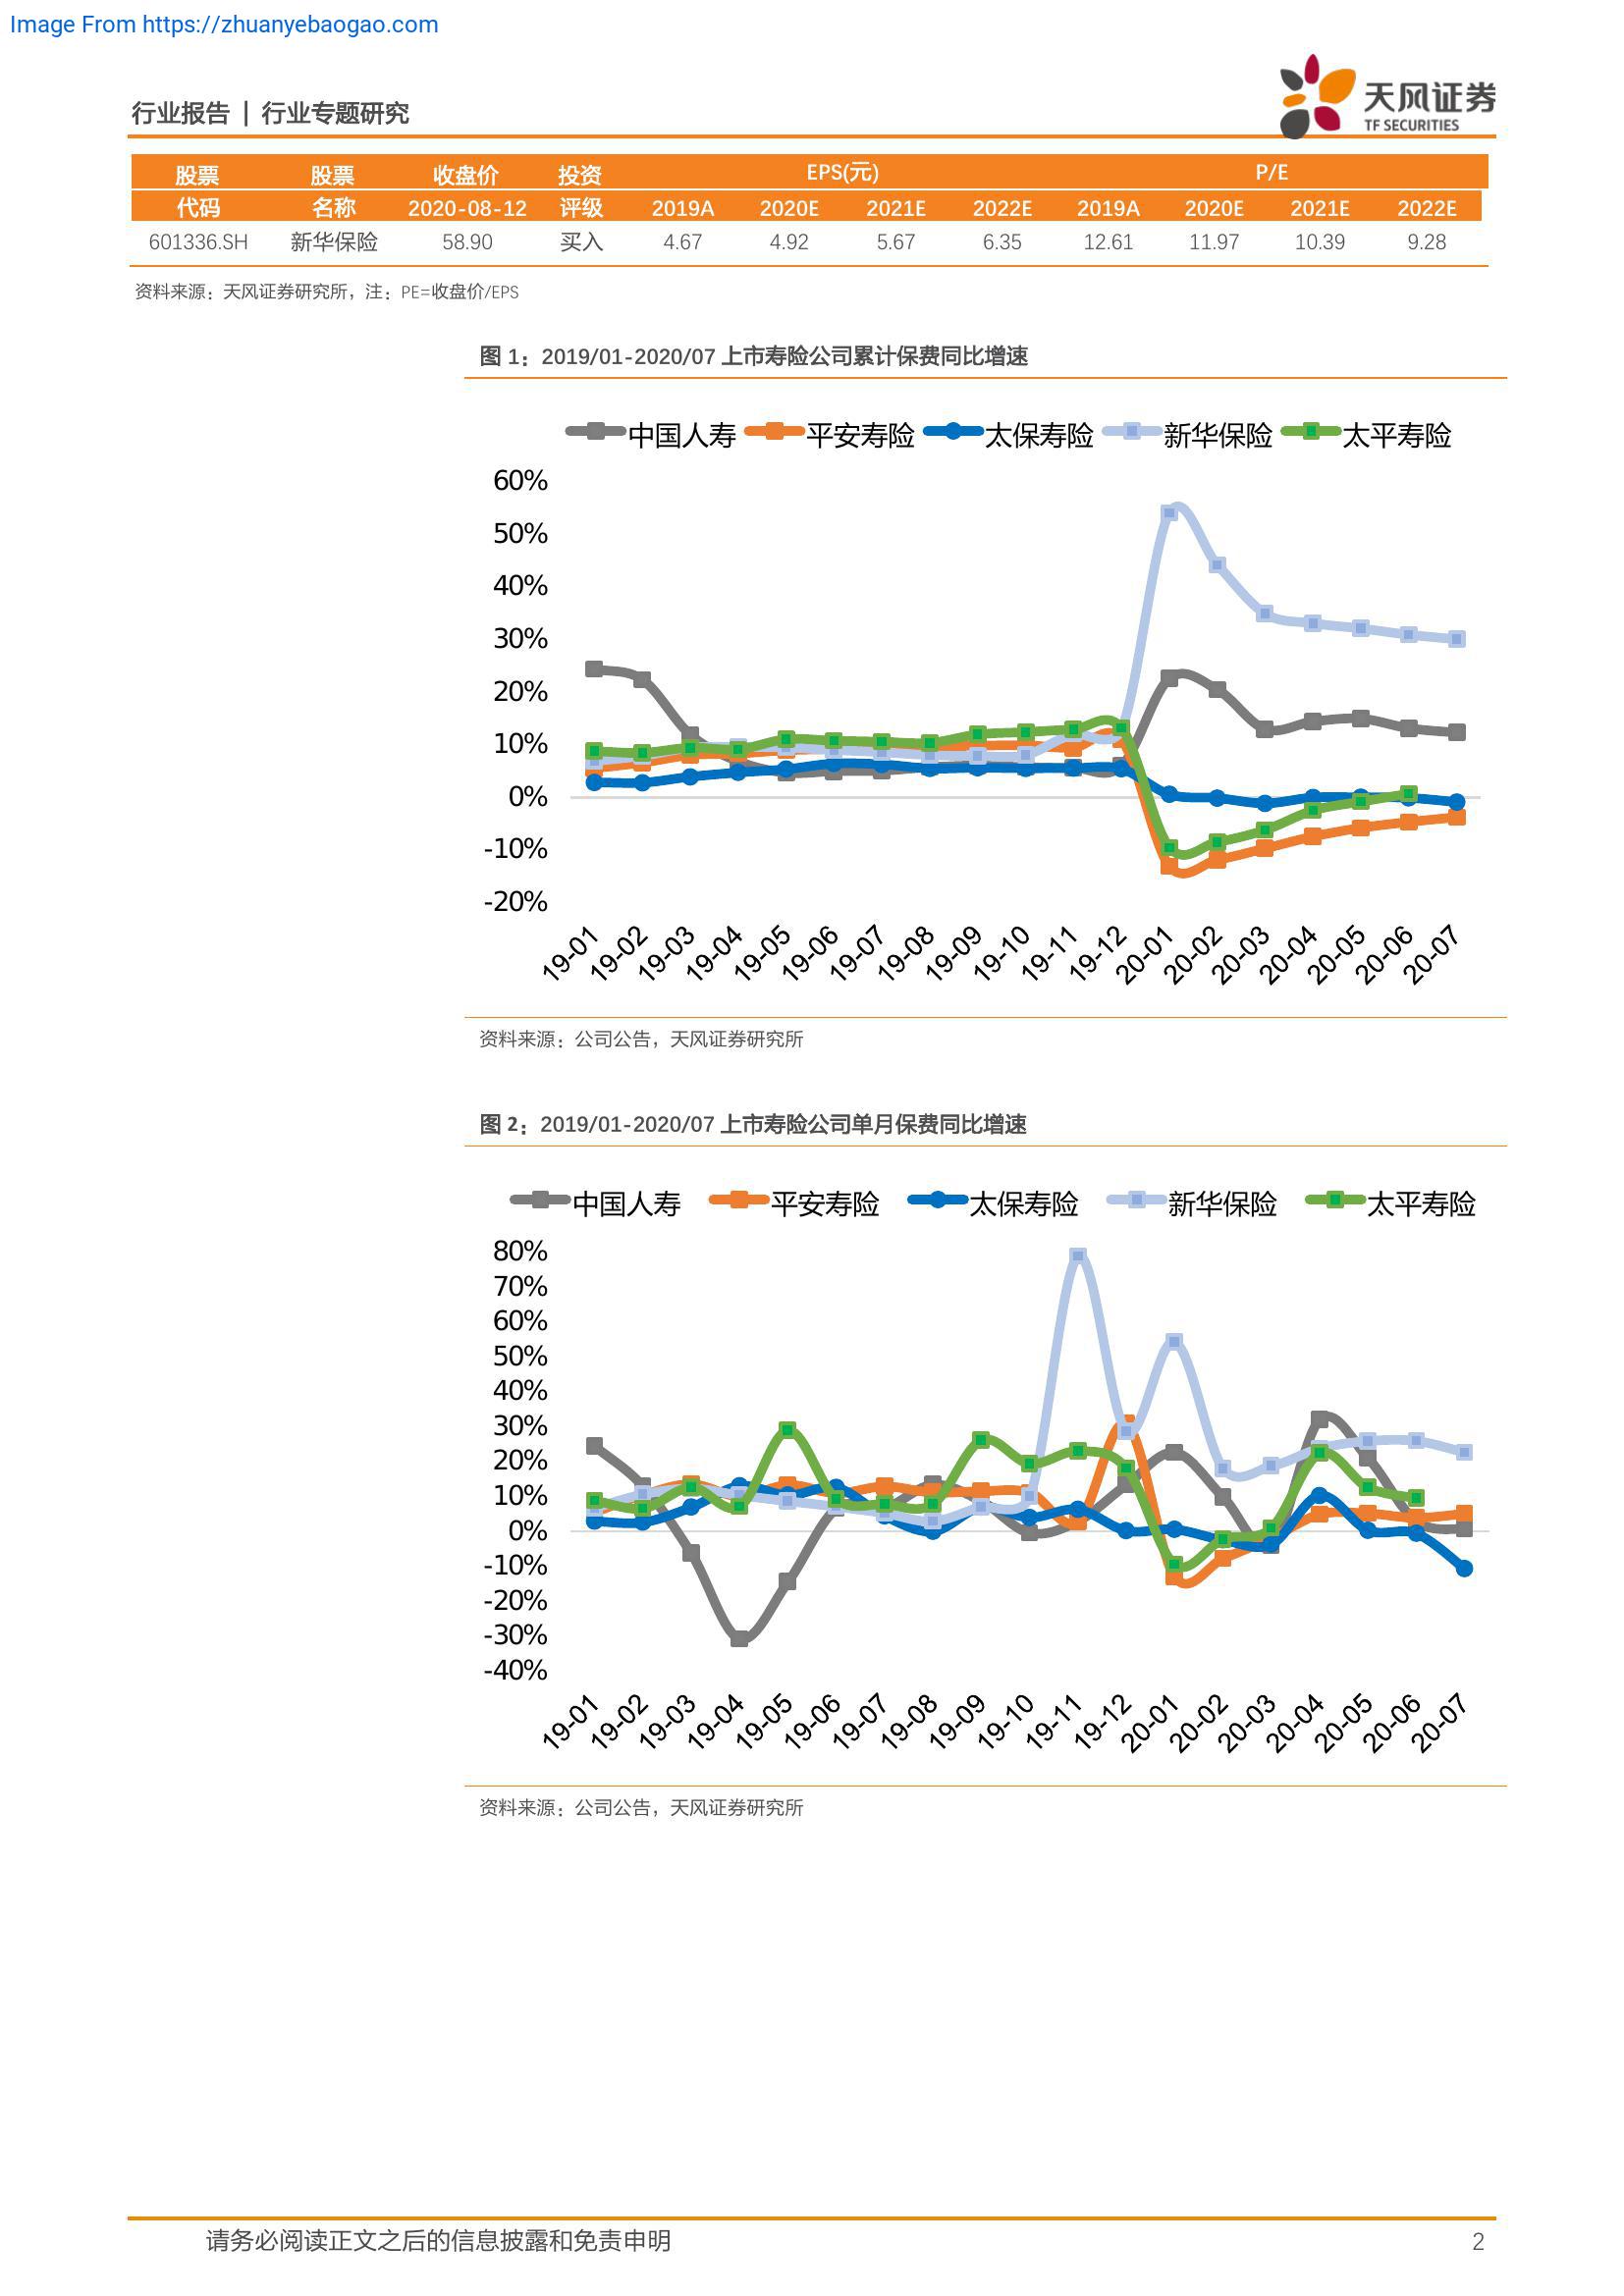 Image From https://zhuanyebaogao.com
行业报告 | 行业专题研究
天风证券
TF SECURITIES
股票 股票 收盘价 投资 EPS(元) P/E
代码 名称 2020-08-12 评级 2019A 2020E 2021E 2022E 2019A 2020E 2021E 2022E
601336.SH 新华保险 58.90 买入 4.67 4.92 5.67 6.35 12.61 11.97 10.39 9.28
资料来源：天风证券研究所，注：PE=收盘价/EPS
图 1：2019/01-2020/07 上市寿险公司累计保费同比增速
中国人寿 平安寿险 太保寿险 新华保险 太平寿险
60%
50%
40%
30%
20%
10%
0%
-10%
-20%
19-01 19-02 19-03 19-04 19-05 19-06 19-07 19-08 19-09 19-10 19-11 19-12 20-01 20-02 20-03 20-04 20-05 20-06 20-07
资料来源：公司公告，天风证券研究所
图 2：2019/01-2020/07 上市寿险公司单月保费同比增速
中国人寿 平安寿险 太保寿险 新华保险 太平寿险
80%
70%
60%
50%
40%
30%
20%
10%
0%
-10%
-20%
-30%
-40%
19-01 19-02 19-03 19-04 19-05 19-06 19-07 19-08 19-09 19-10 19-11 19-12 20-01 20-02 20-03 20-04 20-05 20-06 20-07
资料来源：公司公告，天风证券研究所
请务必阅读正文之后的信息披露和免责申明 2